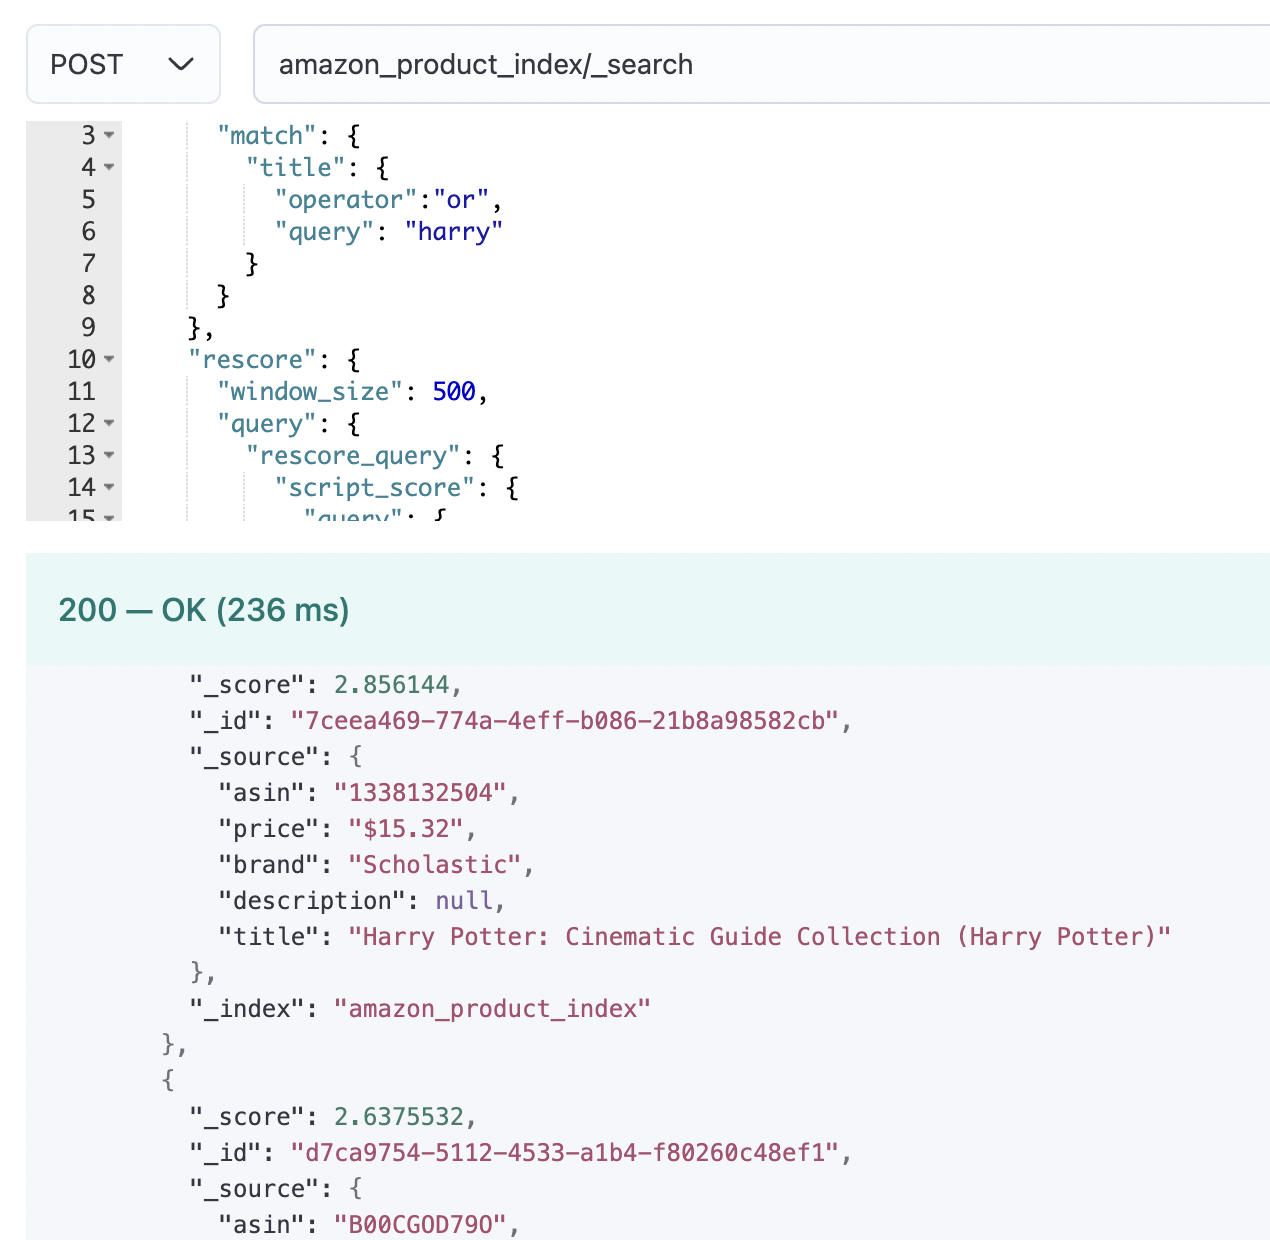 POST
amazon_product_index/_search
3 "match": {
4 "title": {
5 "operator":"or",
6 "query": "harry"
7 }
8 }
9 },
10 "rescore": {
11 "window_size": 500,
12 "query": {
13 "rescore_query": {
14 "script_score": {
15 "query": {
200 — OK (236 ms)
"_score": 2.856144,
"_id": "7ceea469-774a-4eff-b086-21b8a98582cb",
"_source": {
"asin": "1338132504",
"price": "$15.32",
"brand": "Scholastic",
"description": null,
"title": "Harry Potter: Cinematic Guide Collection (Harry Potter)"
},
"_index": "amazon_product_index"
},
{
"_score": 2.6375532,
"_id": "d7ca9754-5112-4533-a1b4-f80260c48ef1",
"_source": {
"asin": "B00CGOD79O",